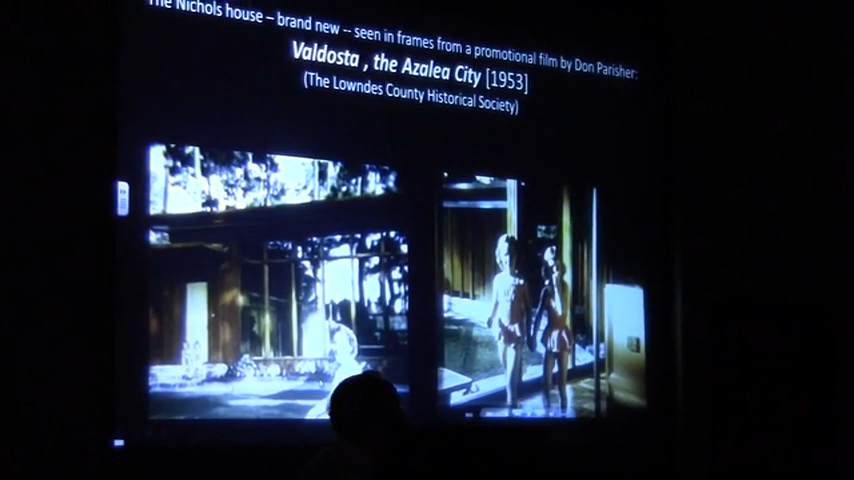 The Nichols house – brand new -- seen in frames from a promotional film by Don Parisher:
Valdosta , the Azalea City [1953]
(The Lowndes County Historical Society)